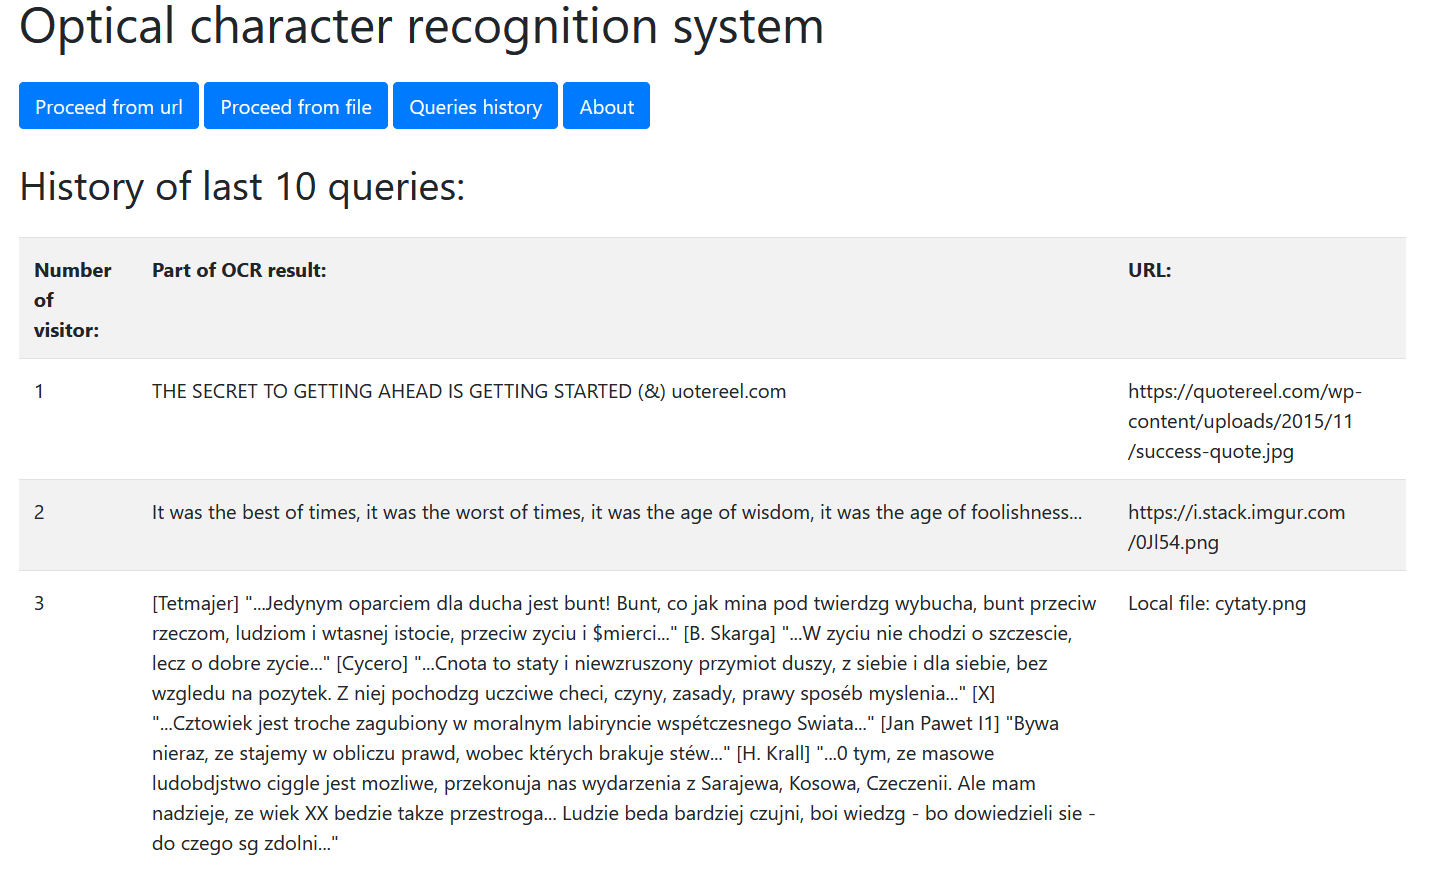 Optical character recognition system
Proceed from url Proceed from file Queries history About
History of last 10 queries:
Number of visitor: Part of OCR result: URL:
1 THE SECRET TO GETTING AHEAD IS GETTING STARTED (&) uotereel.com https://quotereel.com/wp-
content/uploads/2015/11
/success-quote.jpg
2 It was the best of times, it was the worst of times, it was the age of wisdom, it was the age of foolishness... https://i.stack.imgur.com
/0Jl54.png
3 [Tetmajer] "...Jedynym oparciem dla ducha jest bunt! Bunt, co jak mina pod twierdzg wybucha, bunt przeciw Local file: cytaty.png
rzeczom, ludziom i wtasnej istocie, przeciw zyciu i $mierci..." [B. Skarga] "...W zyciu nie chodzi o szczescie,
lecz o dobre zycie..." [Cycero] "...Cnota to staty i niewzruszony przymiot duszy, z siebie i dla siebie, bez
wzgledu na pozytek. Z niej pochodzg uczciwe checi, czyny, zasady, prawy sposéb myslenia..." [X]
"...Cztowiek jest troche zagubiony w moralnym labiryncie wspétczesnego Swiata..." [Jan Pawet I1] "Bywa
nieraz, ze stajemy w obliczu prawd, wobec których brakuje stéw..." [H. Krall] "...0 tym, ze masowe
ludobdjstwo ciggle jest mozliwe, przekonuja nas wydarzenia z Sarajewa, Kosowa, Czeczenii. Ale mam
nadzieje, ze wiek XX bedzie takze przestroga... Ludzie beda bardziej czujni, boi wiedzg - bo dowiedzieli sie -
do czego sg zdolni..."